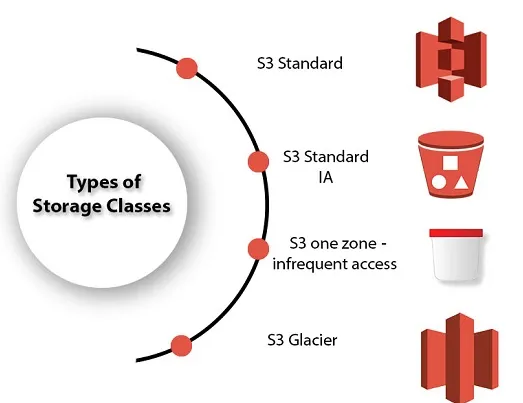 Types of
Storage Classes
S3 Standard
S3 Standard
IA
S3 one zone -
infrequent access
S3 Glacier